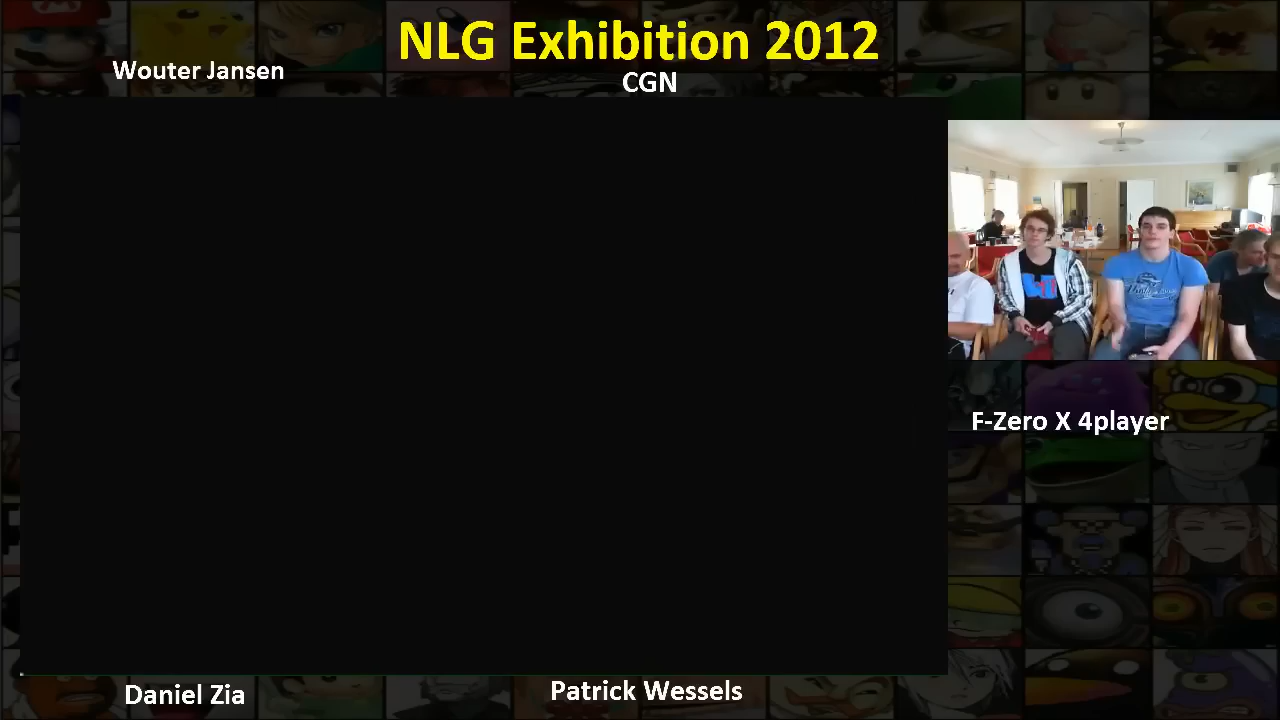 NLG Exhibition 2012
Wouter Jansen
CGN
F-Zero X 4player
Daniel Zia
Patrick Wessels